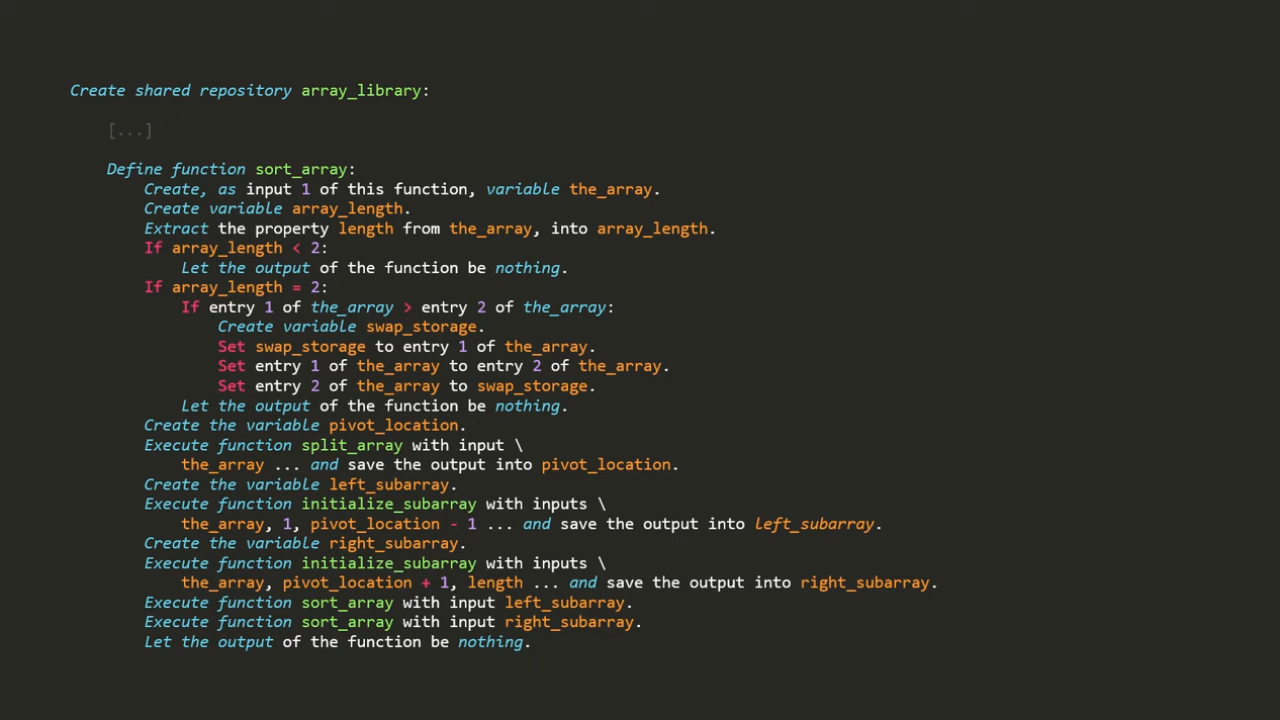 Create shared repository array_library:
[...]
Define function sort_array:
Create, as input 1 of this function, variable the_array.
Create variable array_length.
Extract the property length from the_array, into array_length.
If array_length < 2:
Let the output of the function be nothing.
If array_length = 2:
If entry 1 of the_array > entry 2 of the_array:
Create variable swap_storage.
Set swap_storage to entry 1 of the_array.
Set entry 1 of the_array to entry 2 of the_array.
Set entry 2 of the_array to swap_storage.
Let the output of the function be nothing.
Create the variable pivot_location.
Execute function split_array with input \
the_array ... and save the output into pivot_location.
Create the variable left_subarray.
Execute function initialize_subarray with inputs \
the_array, 1, pivot_location - 1 ... and save the output into left_subarray.
Create the variable right_subarray.
Execute function initialize_subarray with inputs \
the_array, pivot_location + 1, length ... and save the output into right_subarray.
Execute function sort_array with input left_subarray.
Execute function sort_array with input right_subarray.
Let the output of the function be nothing.